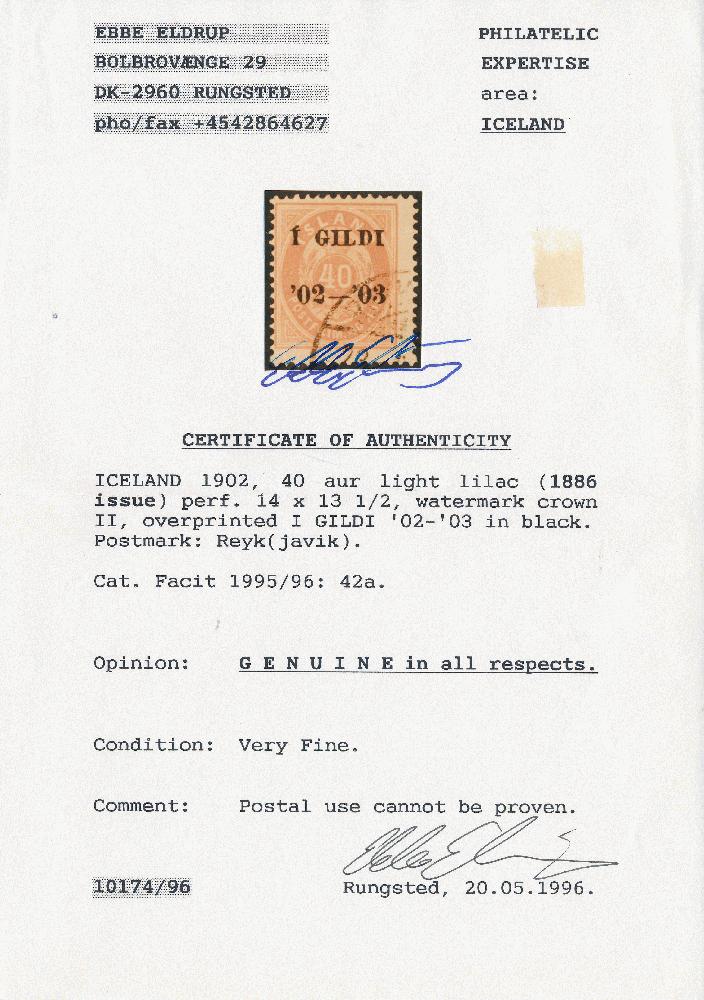 EBBE ELDRUP
BOLBROVÆNGE 29
DK-2960 RUNGSTED
pho/fax +4542864627
PHILATELIC
EXPERTISE
area:
ICELAND
ISLAND
Í GILDI
40
'02—'03
CERTIFICATE OF AUTHENTICITY
ICELAND 1902, 40 aur light lilac (1886
issue) perf. 14 x 13 1/2, watermark crown
II, overprinted I GILDI '02-'03 in black.
Postmark: Reyk(javik).
Cat. Facit 1995/96: 42a.
Opinion: G E N U I N E in all respects.
Condition: Very Fine.
Comment: Postal use cannot be proven.
10174/96
Rungsted, 20.05.1996.